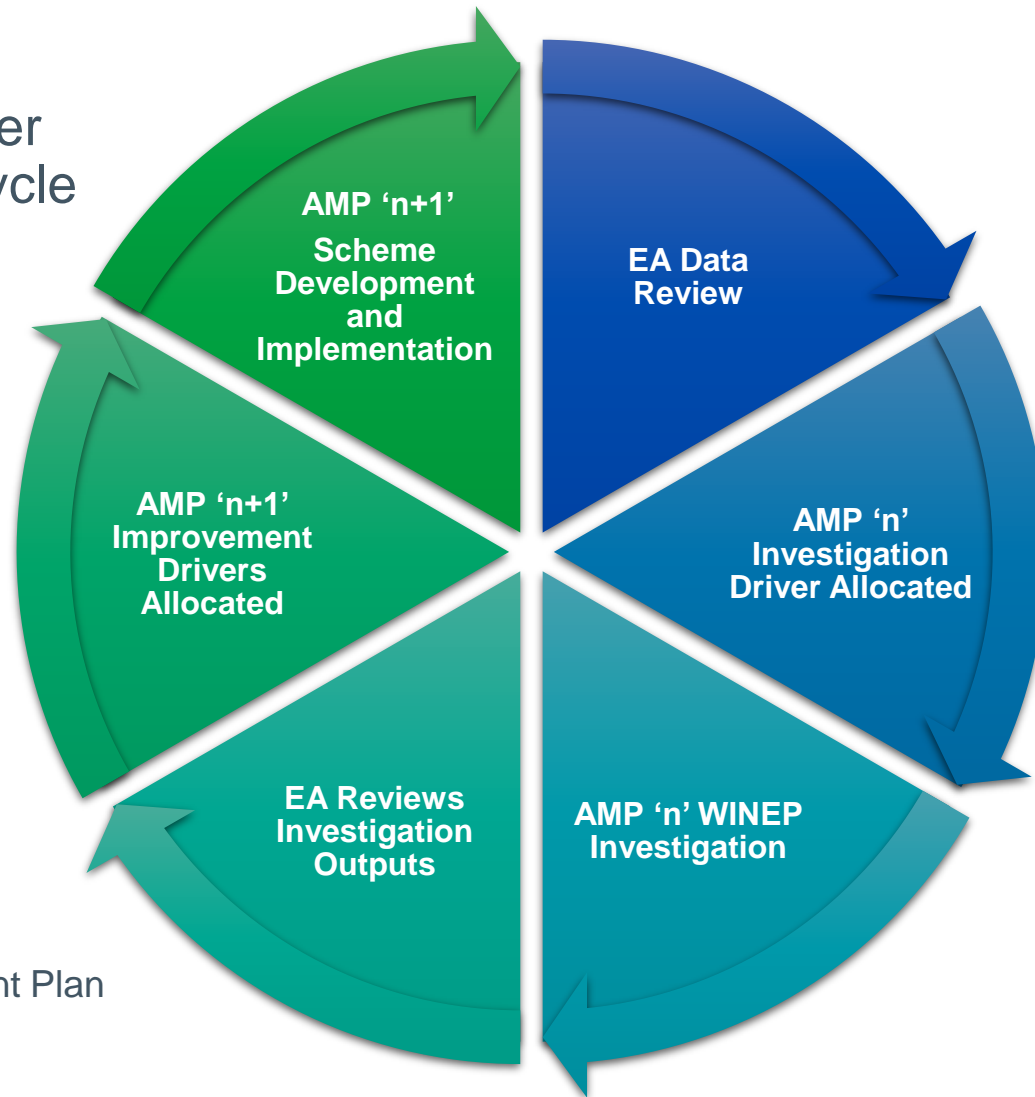 er
ycle
AMP ‘n+1’
Scheme
Development
and
Implementation
EA Data
Review
AMP ‘n’
Investigation
Driver Allocated
AMP ‘n’ WINEP
Investigation
EA Reviews
Investigation
Outputs
AMP ‘n+1’
Improvement
Drivers
Allocated
nt Plan